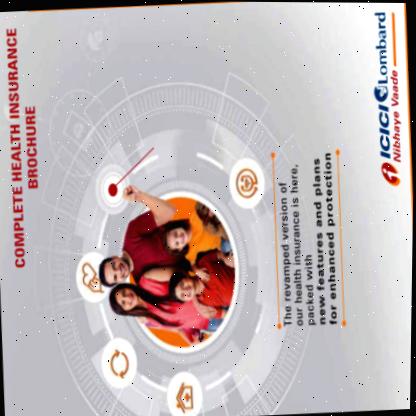 COMPLETE HEALTH INSURANCE
BROCHURE
ICICI Lombard
Nibhaye Vaade
The revamped version of
our health insurance is here,
packed with
new features and plans
for enhanced protection